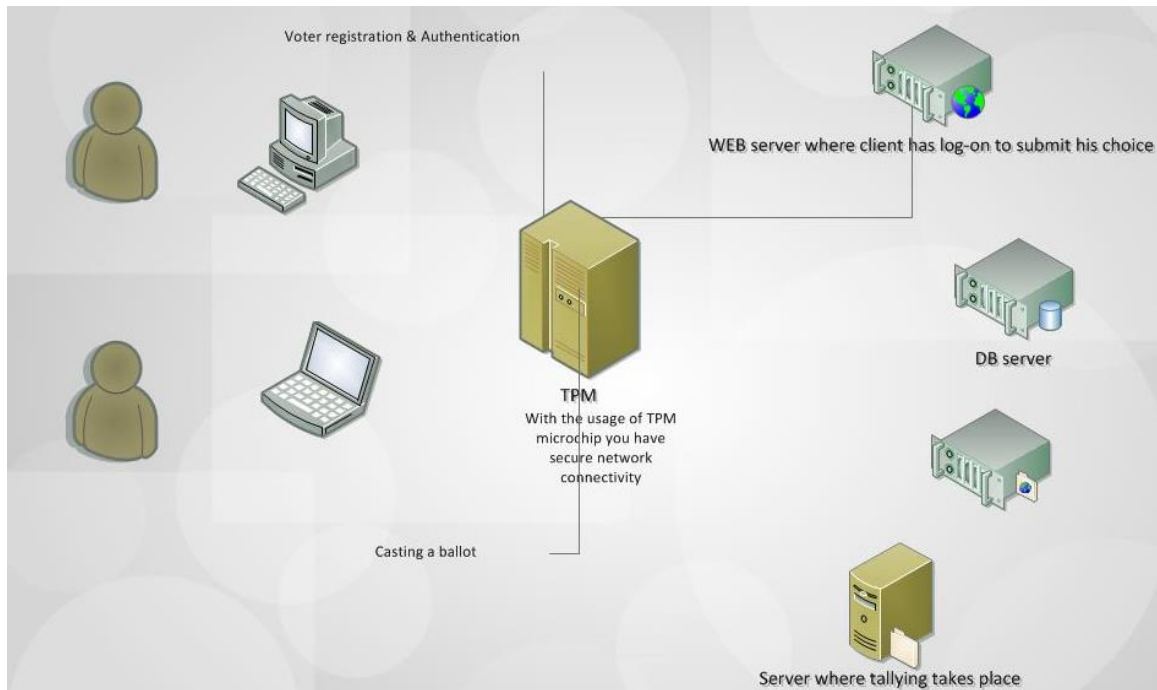 Voter registration & Authentication
WEB server where client has log-on to submit his choice
DB server
TPM
With the usage of TPM
microchip you have
secure network
connectivity
Casting a ballot
Server where tallying takes place